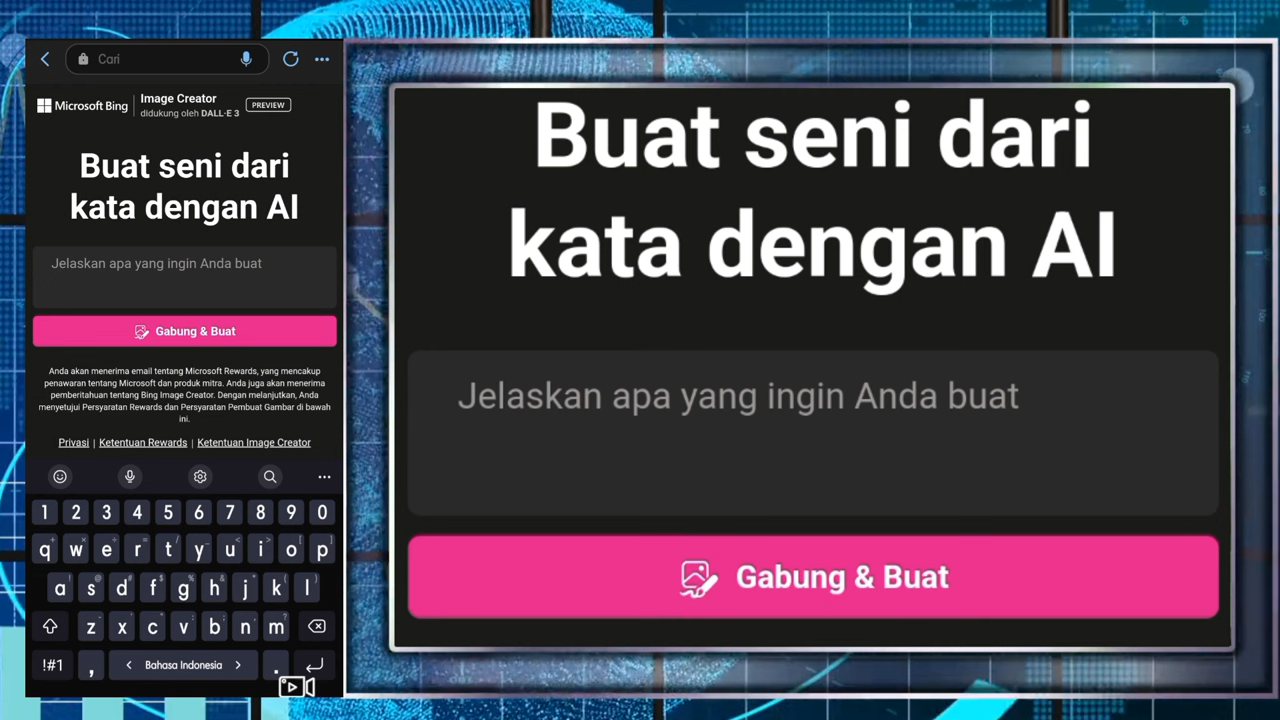 Cari
Microsoft Bing
Image Creator
didukung oleh DALL·E 3
PREVIEW
Buat seni dari
kata dengan AI
Jelaskan apa yang ingin Anda buat
Gabung & Buat
Anda akan menerima email tentang Microsoft Rewards, yang mencakup
penawaran tentang Microsoft dan produk mitra. Anda juga akan menerima
pemberitahuan tentang Bing Image Creator. Dengan melanjutkan, Anda
menyetujui Persyaratan Rewards dan Persyaratan Pembuat Gambar di bawah
ini.
Privasi | Ketentuan Rewards | Ketentuan Image Creator
1 2 3 4 5 6 7 8 9 0
q w e r t y u i o p
a s d f g h j k l
z x c v b n m
!#1 , < Bahasa Indonesia > .
Buat seni dari
kata dengan AI
Jelaskan apa yang ingin Anda buat
Gabung & Buat